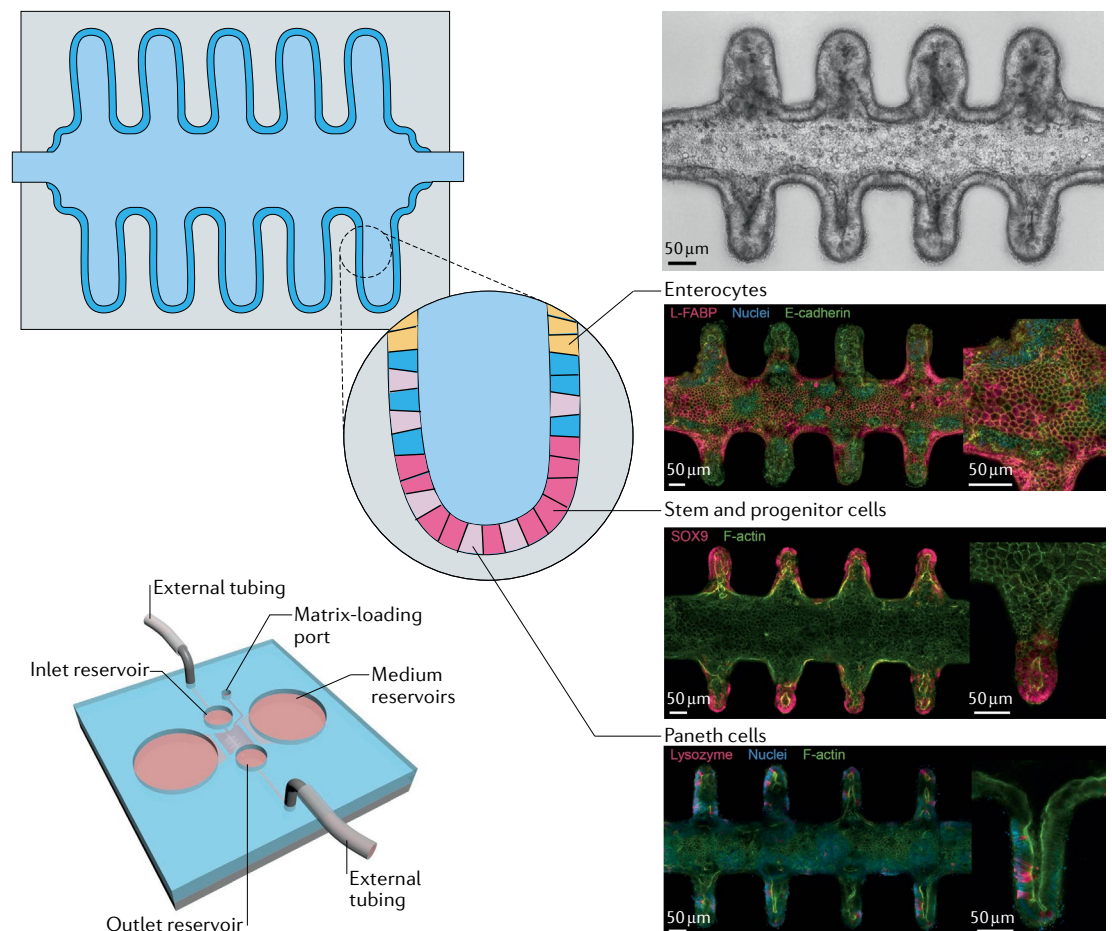 50 µm
Enterocytes
L-FABP Nuclei E-cadherin
50 µm
50 µm
Stem and progenitor cells
SOX9 F-actin
50 µm
50 µm
Paneth cells
Lysozyme Nuclei F-actin
50 µm
50 µm
External tubing
Matrix-loading
port
Inlet reservoir
Medium
reservoirs
External
tubing
Outlet reservoir